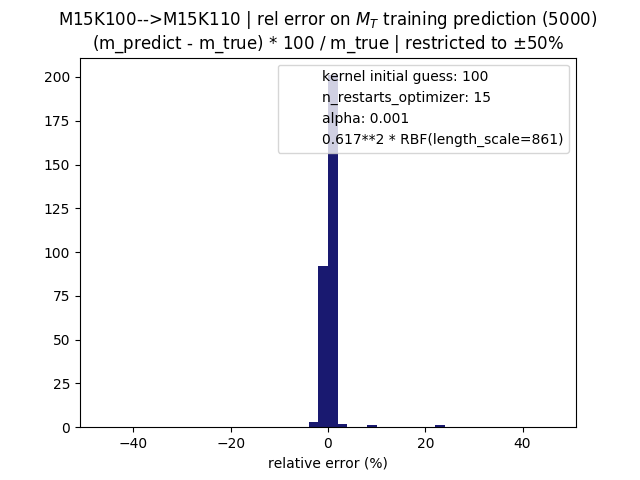 M15K100-->M15K110 | rel error on M_T training prediction (5000)
(m_predict - m_true) * 100 / m_true | restricted to ±50%
kernel initial guess: 100
n_restarts_optimizer: 15
alpha: 0.001
0.617**2 * RBF(length_scale=861)
200
175
150
125
100
75
50
25
0
−40 −20 0 20 40
relative error (%)